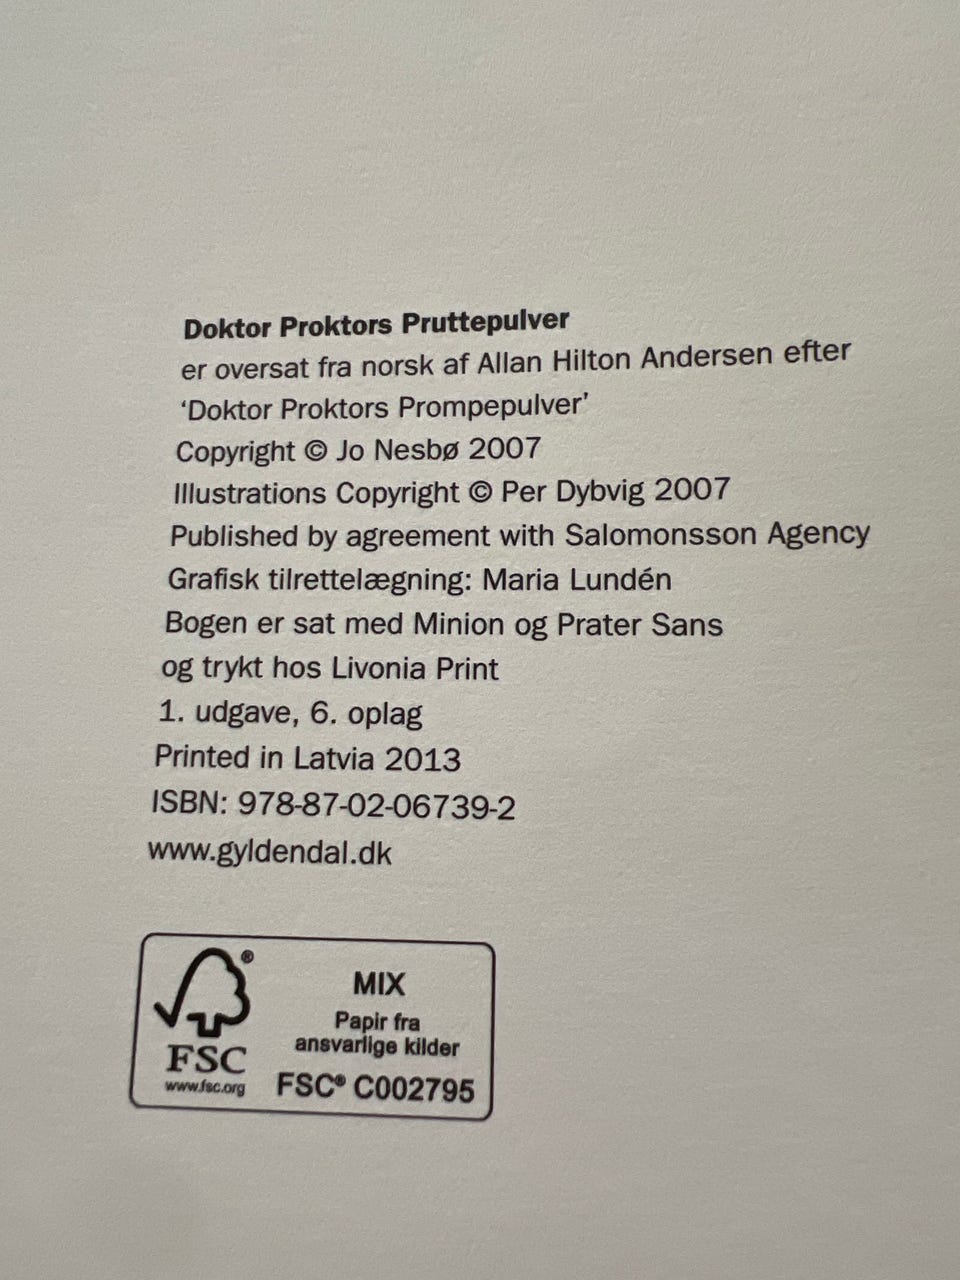 Doktor Proktors Pruttepulver
er oversat fra norsk af Allan Hilton Andersen efter
‘Doktor Proktors Prompepulver’
Copyright © Jo Nesbø 2007
Illustrations Copyright © Per Dybvig 2007
Published by agreement with Salomonsson Agency
Grafisk tilrettelægning: Maria Lundén
Bogen er sat med Minion og Prater Sans
og trykt hos Livonia Print
1. udgave, 6. oplag
Printed in Latvia 2013
ISBN: 978-87-02-06739-2
www.gyldendal.dk
®
FSC
www.fsc.org
MIX
Papir fra
ansvarlige kilder
FSC® C002795